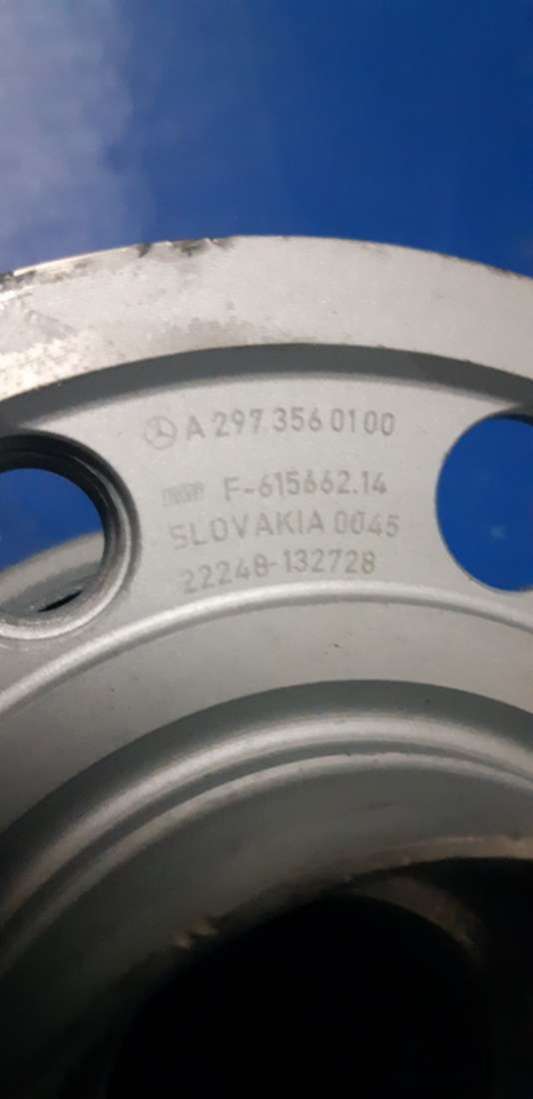 A 297 356 01 00
F-615662.14
SLOVAKIA 0045
22248-132728